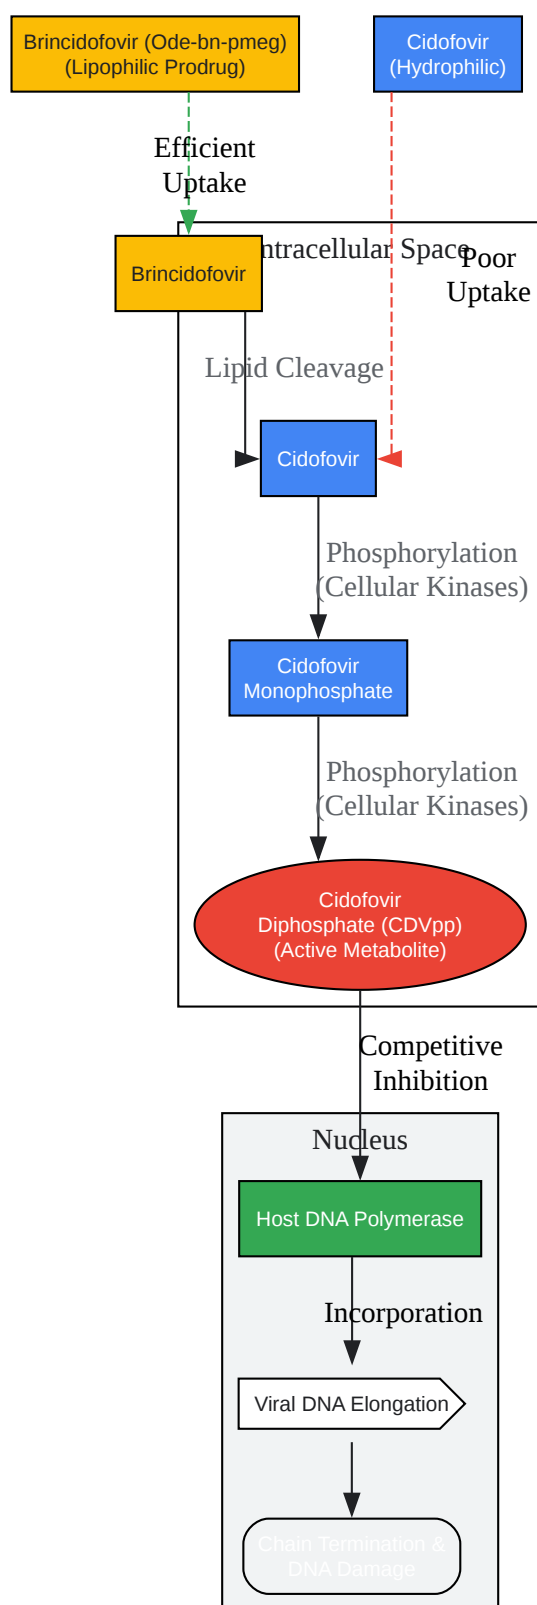 Brincidofovir (Ode-bn-pmeg)
(Lipophilic Prodrug)
Cidofovir
(Hydrophilic)
Efficient
Uptake
ntracellular Space
Poor
Uptake
Brincidofovir
Lipid Cleavage
Cidofovir
Phosphorylation
(Cellular Kinases)
Cidofovir
Monophosphate
Phosphorylation
(Cellular Kinases)
Cidofovir
Diphosphate (CDVpp)
(Active Metabolite)
Competitive
Inhibition
Nucleus
Host DNA Polymerase
Incorporation
Viral DNA Elongation
Chain Termination &
DNA Damage